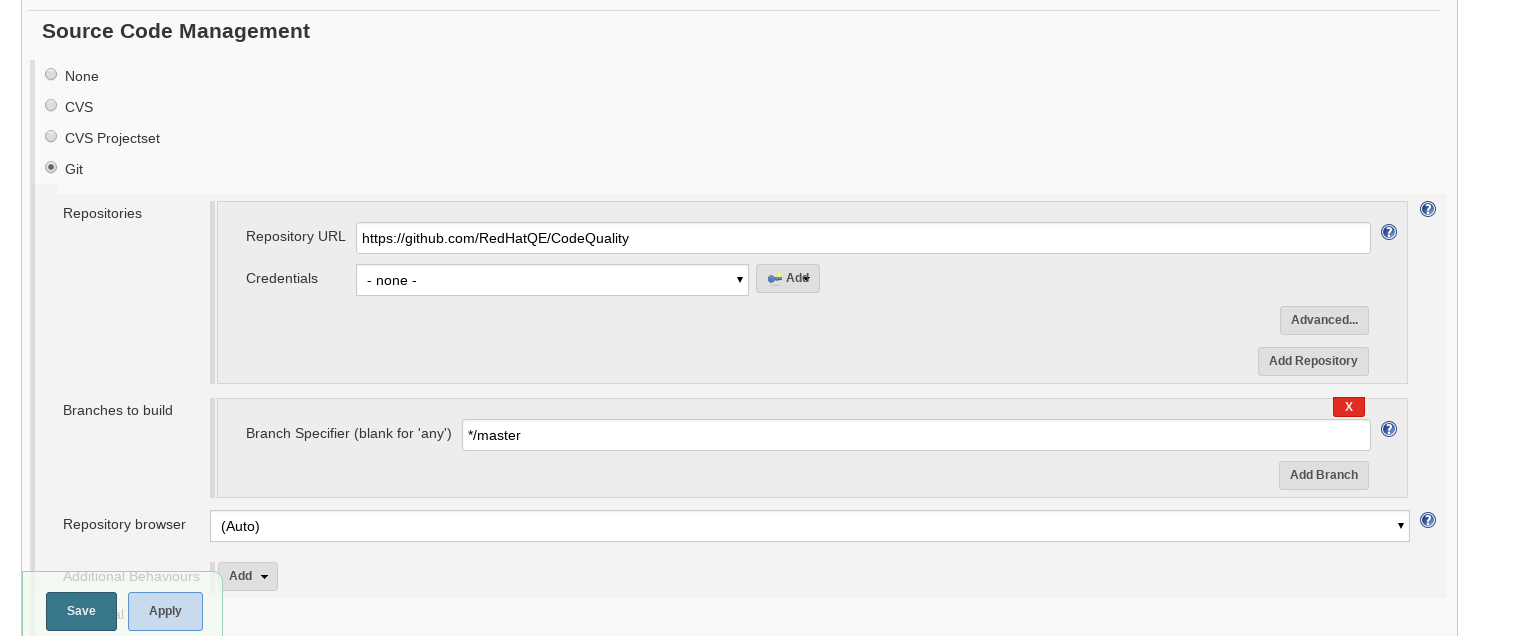 Source Code Management
None
CVS
CVS Projectset
Git
Repositories
Repository URL https://github.com/RedHatQE/CodeQuality
Credentials - none - Add
Advanced...
Add Repository
Branches to build
X
Branch Specifier (blank for 'any') */master
Add Branch
Repository browser (Auto)
Additional Behaviours Add
Save Apply